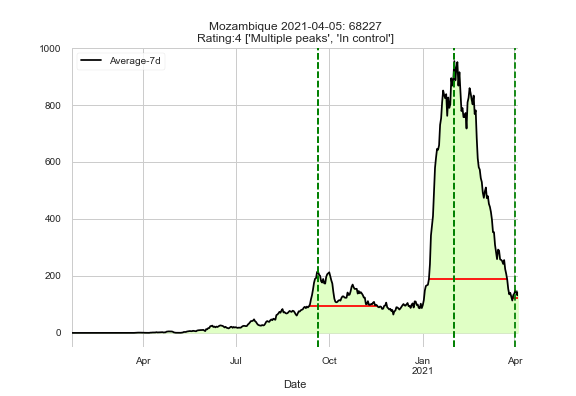 Mozambique 2021-04-05: 68227
Rating:4 ['Multiple peaks', 'In control']
1000
Average-7d
800
600
400
200
0
Apr
Jul
Oct
Jan
2021
Apr
Date